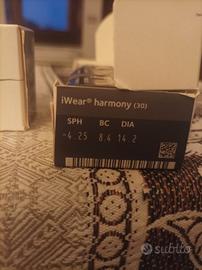 iWear® harmony (30)
SPH BC DIA
-4.25 8.4 14.2
subito